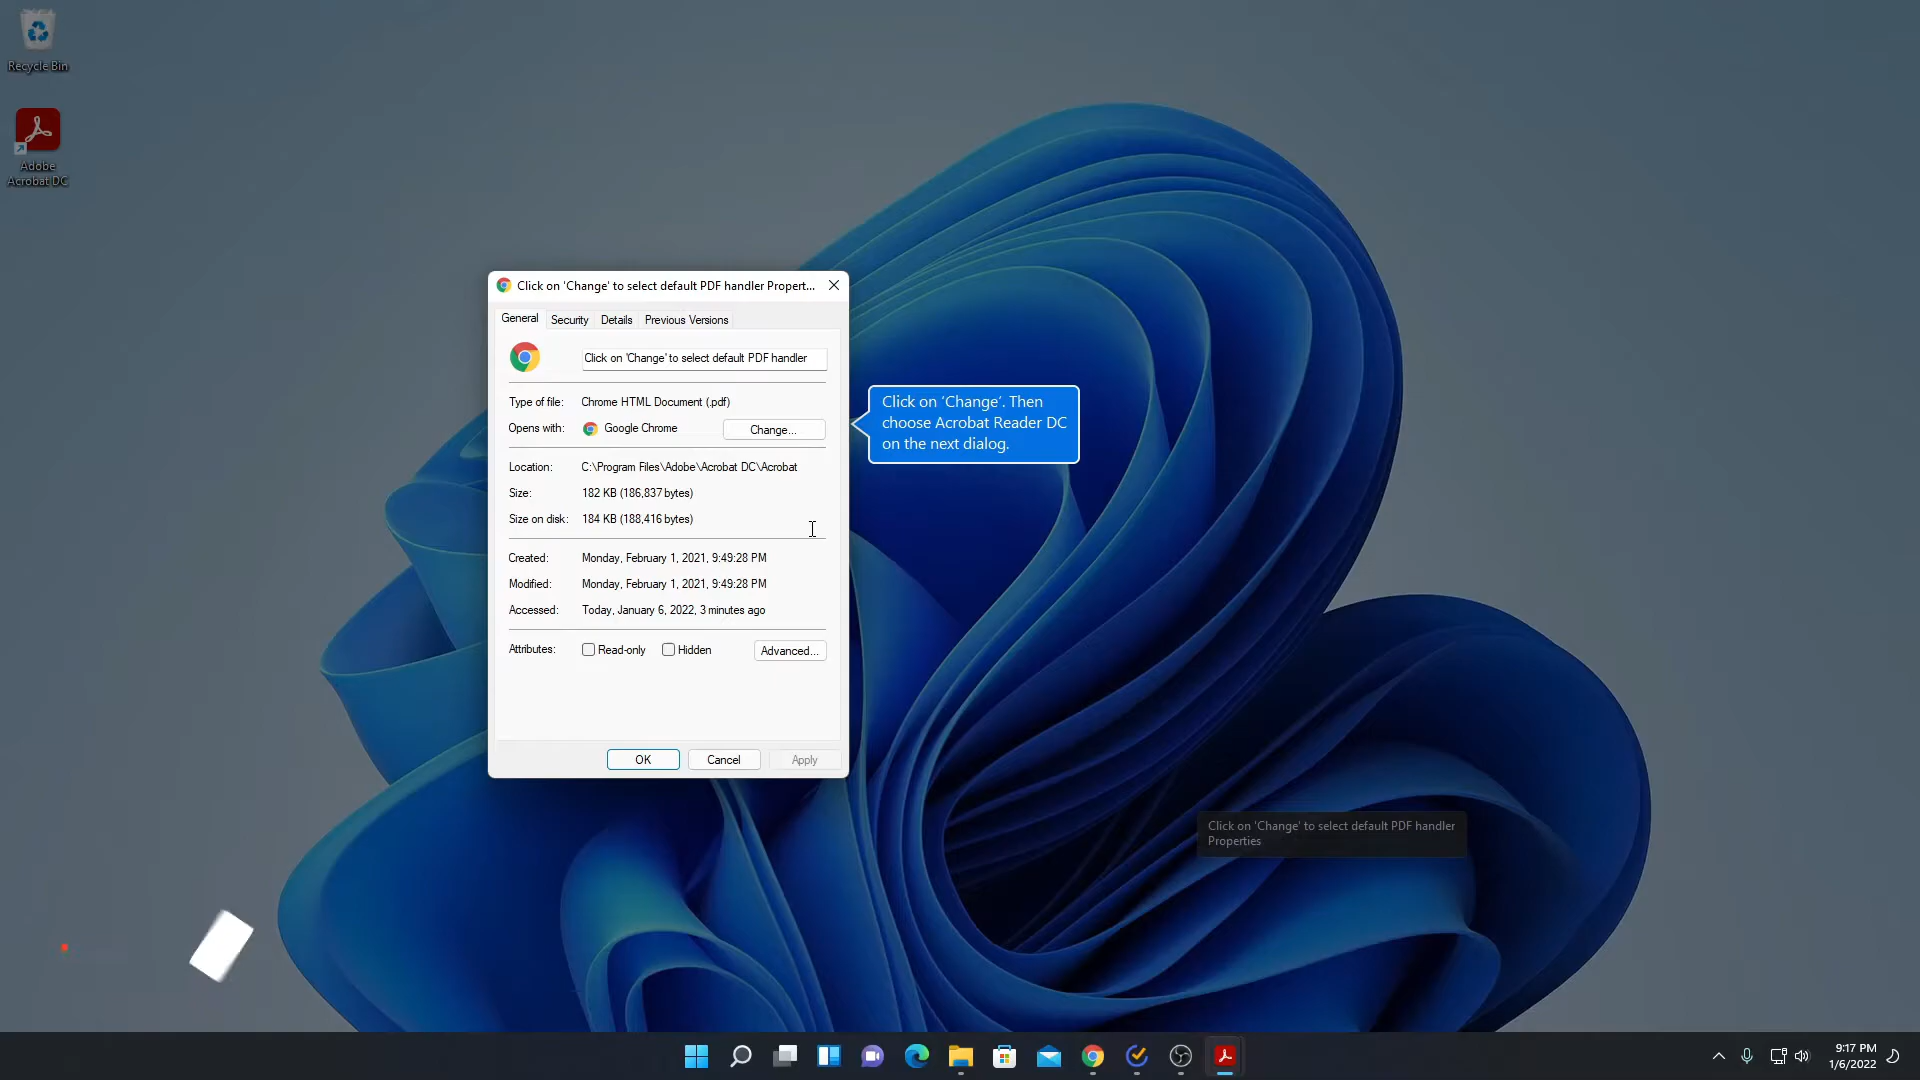 Recycle Bin
Adobe
Acrobat DC
Click on 'Change' to select default PDF handler Propert...
General
Security
Details
Previous Versions
Click on 'Change' to select default PDF handler
Type of file: Chrome HTML Document (.pdf)
Opens with: Google Chrome
Change...
Location: C:\Program Files\Adobe\Acrobat DC\Acrobat
Size: 182 KB (186,837 bytes)
Size on disk: 184 KB (188,416 bytes)
Created: Monday, February 1, 2021, 9:49:28 PM
Modified: Monday, February 1, 2021, 9:49:28 PM
Accessed: Today, January 6, 2022, 3 minutes ago
Attributes: Read-only Hidden Advanced...
OK
Cancel
Apply
Click on 'Change'. Then
choose Acrobat Reader DC
on the next dialog.
Click on 'Change' to select default PDF handler
Properties
9:17 PM
1/6/2022